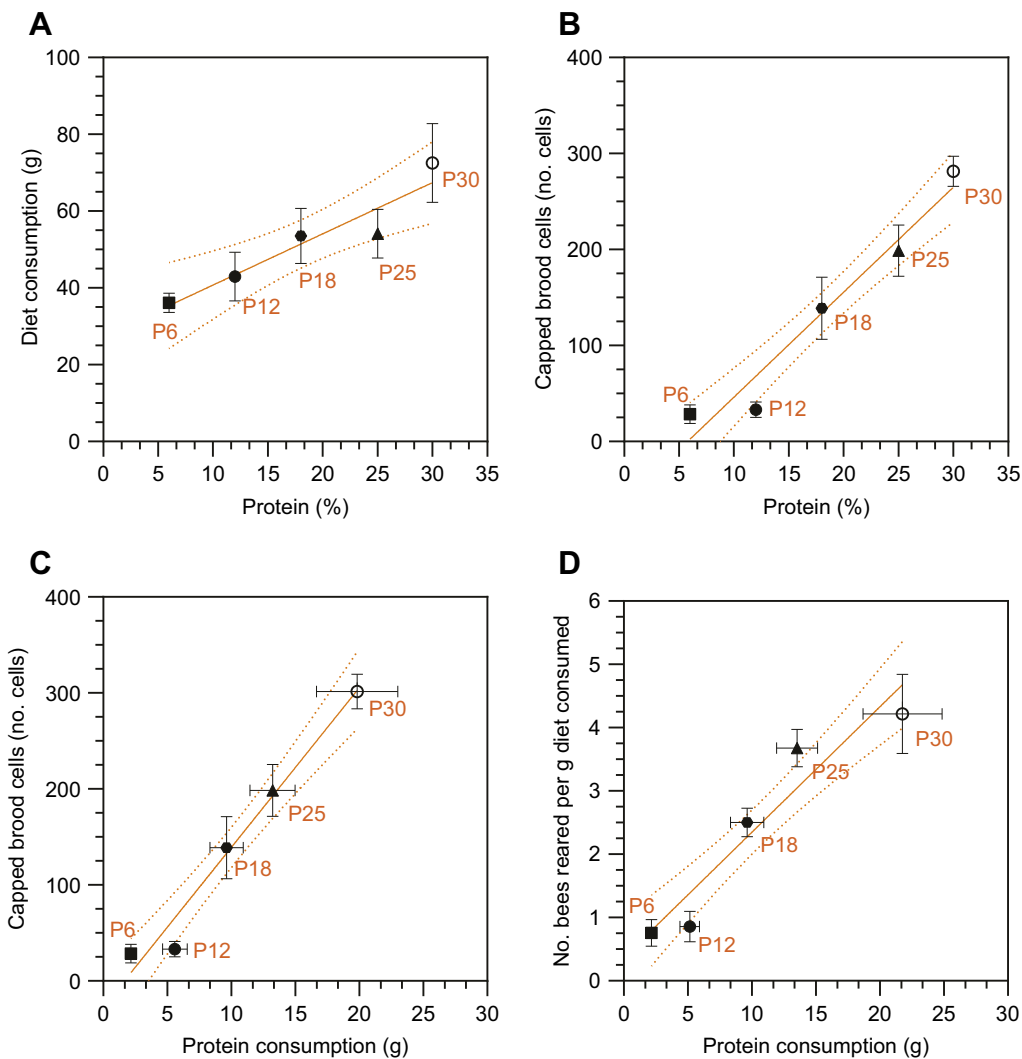 A
Diet consumption (g)
100
80
60
40
20
0
P6
P12
P18
P25
P30
0 5 10 15 20 25 30 35
Protein (%)
B
Capped brood cells (no. cells)
400
300
200
100
0
P6
P12
P18
P25
P30
0 5 10 15 20 25 30 35
Protein (%)
C
Capped broood cells (no. cells)
400
300
200
100
0
P6
P12
P18
P25
P30
0 5 10 15 20 25 30
Protein consumption (g)
D
No. bees reared per g diet consumed
6
5
4
3
2
1
0
P6
P12
P18
P25
P30
0 5 10 15 20 25 30
Protein consumption (g)